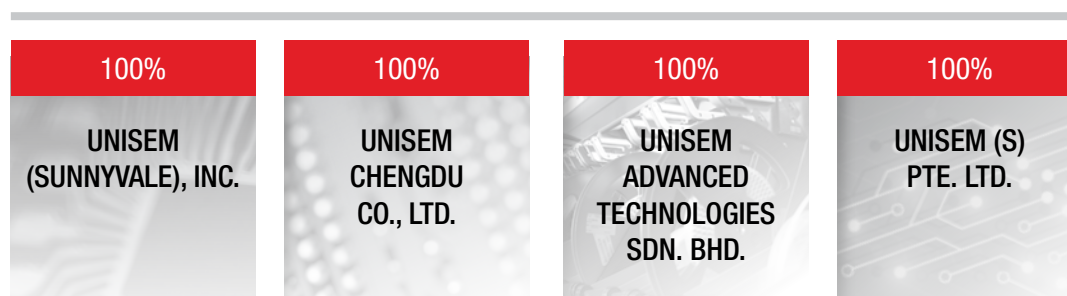 100%
UNISEM
(SUNNYVALE), INC.
100%
UNISEM
CHENGDU
CO., LTD.
100%
UNISEM
ADVANCED
TECHNOLOGIES
SDN. BHD.
100%
UNISEM (S)
PTE. LTD.